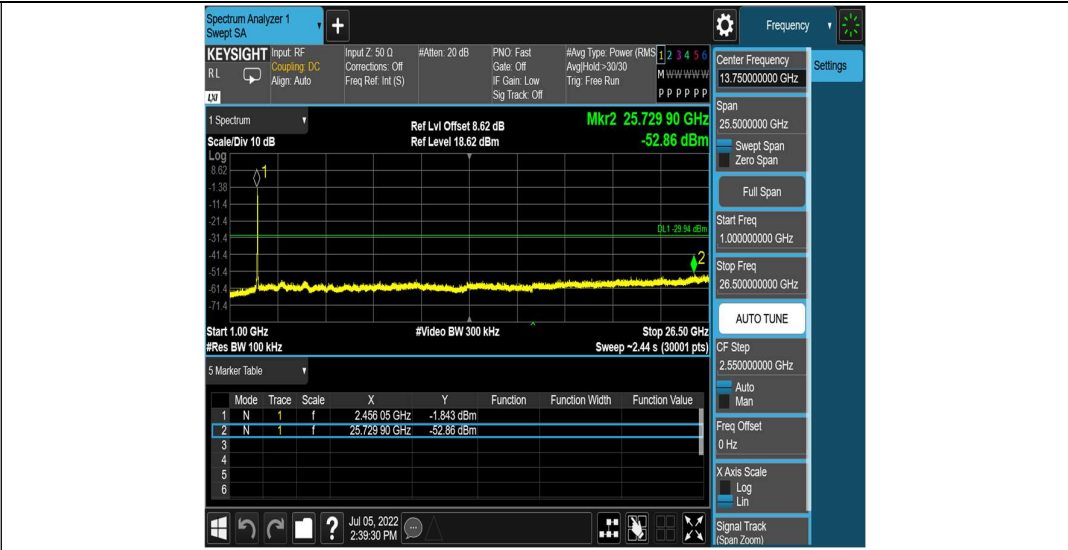 Spectrum Analyzer 1
Swept SA
+
Frequency
KEYSIGHT
RL
LXI
Input: RF
Coupling: DC
Align: Auto
Input Z: 50 Ω
Corrections: Off
Freq Ref: Int (S)
#Atten: 20 dB
PNO: Fast
Gate: Off
IF Gain: Low
Sig Track: Off
#Avg Type: Power (RMS
Avg|Hold:>30/30
Trig: Free Run
1 2 3 4 5 6
M W W W W W
P P P P P P
1 Spectrum
Scale/Div 10 dB
Ref Lvl Offset 8.62 dB
Ref Level 18.62 dBm
Mkr2 25.729 90 GHz
-52.86 dBm
Log
8.62
-1.38
-11.4
-21.4
-31.4
-41.4
-51.4
-61.4
-71.4
1
DL1 -29.94 dBm
2
Start 1.00 GHz
#Res BW 100 kHz
#Video BW 300 kHz
Stop 26.50 GHz
Sweep ~2.44 s (30001 pts)
5 Marker Table
Mode Trace Scale X Y Function Function Width Function Value
1 N 1 f 2.456 05 GHz -1.843 dBm
2 N 1 f 25.729 90 GHz -52.86 dBm
3
4
5
6
?
Jul 05, 2022
2:39:30 PM
Center Frequency
13.750000000 GHz
Settings
Span
25.5000000 GHz
Swept Span
Zero Span
Full Span
Start Freq
1.000000000 GHz
Stop Freq
26.500000000 GHz
AUTO TUNE
CF Step
2.550000000 GHz
Auto
Man
Freq Offset
0 Hz
X Axis Scale
Log
Lin
Signal Track
(Span Zoom)